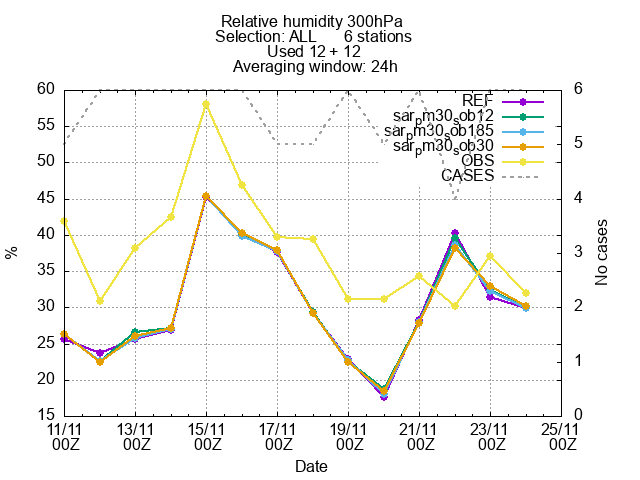 Relative humidity 300hPa
Selection: ALL 6 stations
Used 12 + 12
Averaging window: 24h
60
55
50
45
40
35
30
25
20
15
%
6
5
4
3
2
1
0
No cases
REF
sarpm30sob12
sarpm30sob185
sarpm30sob30
OBS
CASES
11/11 13/11 15/11 17/11 19/11 21/11 23/11 25/11
00Z 00Z 00Z 00Z 00Z 00Z 00Z 00Z
Date